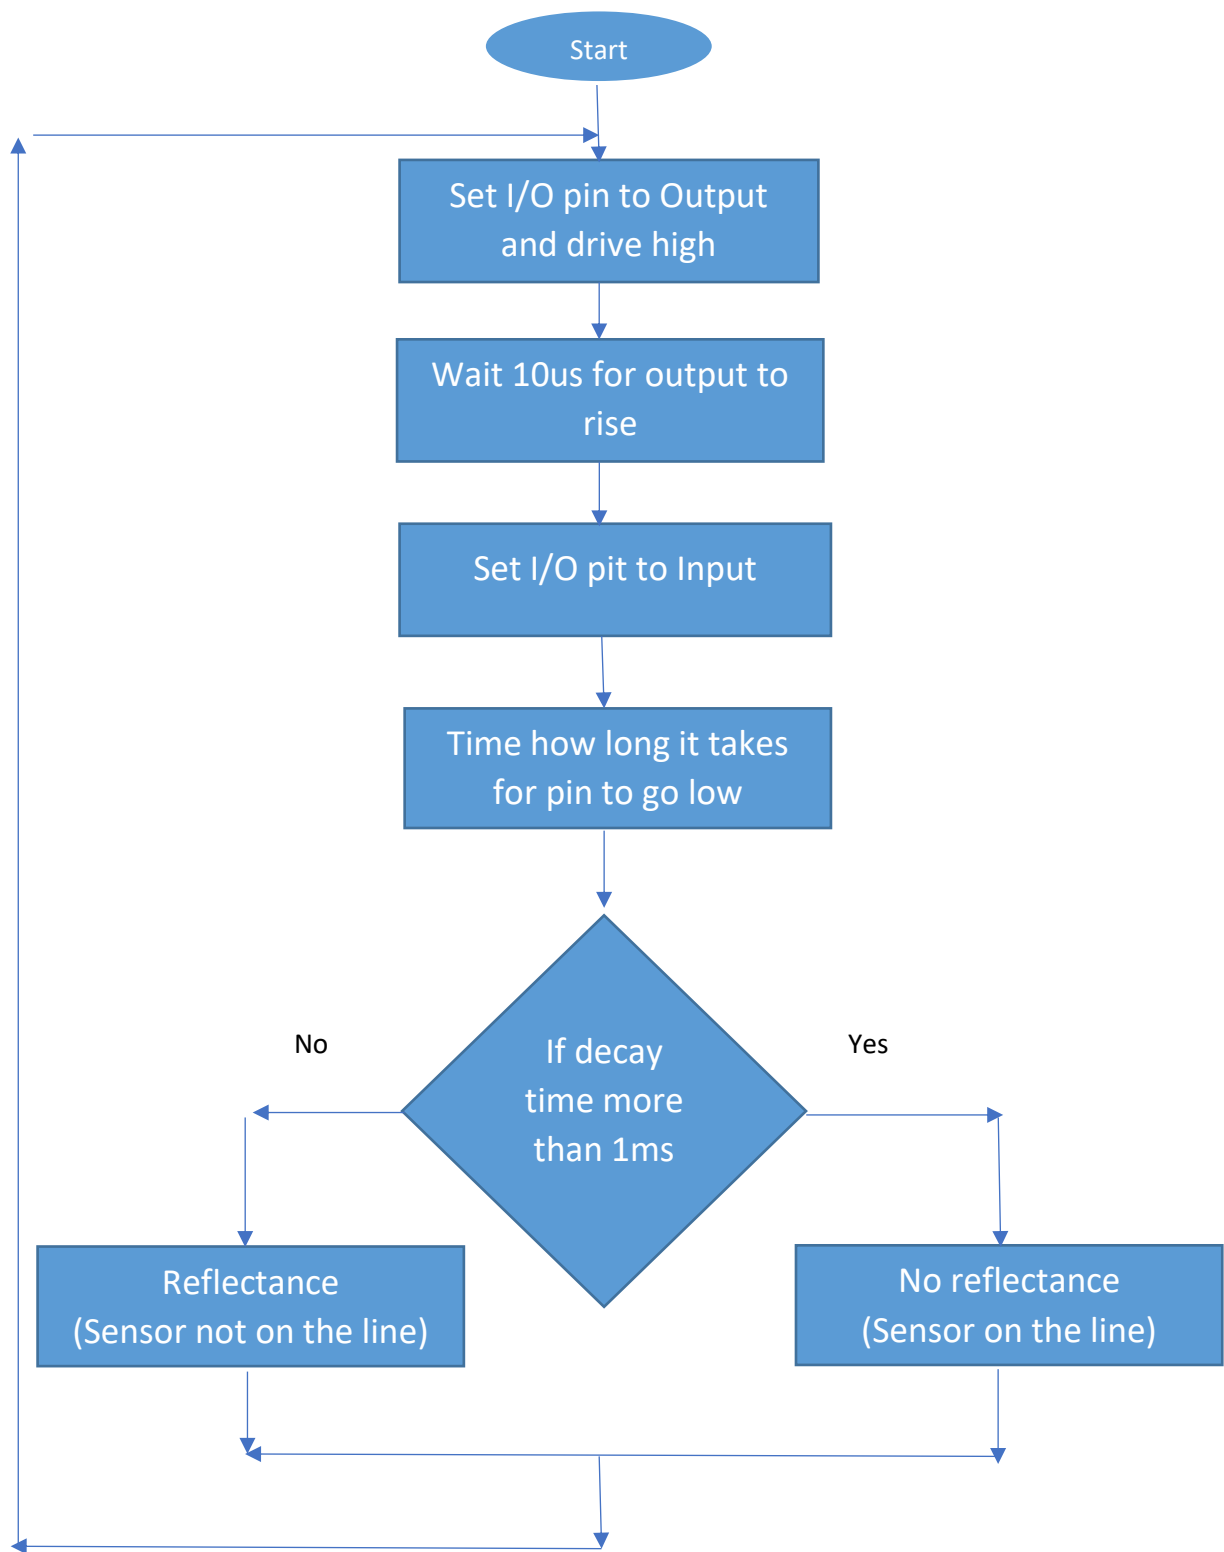 Start
Set I/O pin to Output
and drive high
Wait 10us for output to
rise
Set I/O pit to Input
Time how long it takes
for pin to go low
No
Yes
If decay
time more
than 1ms
Reflectance
(Sensor not on the line)
No reflectance
(Sensor on the line)